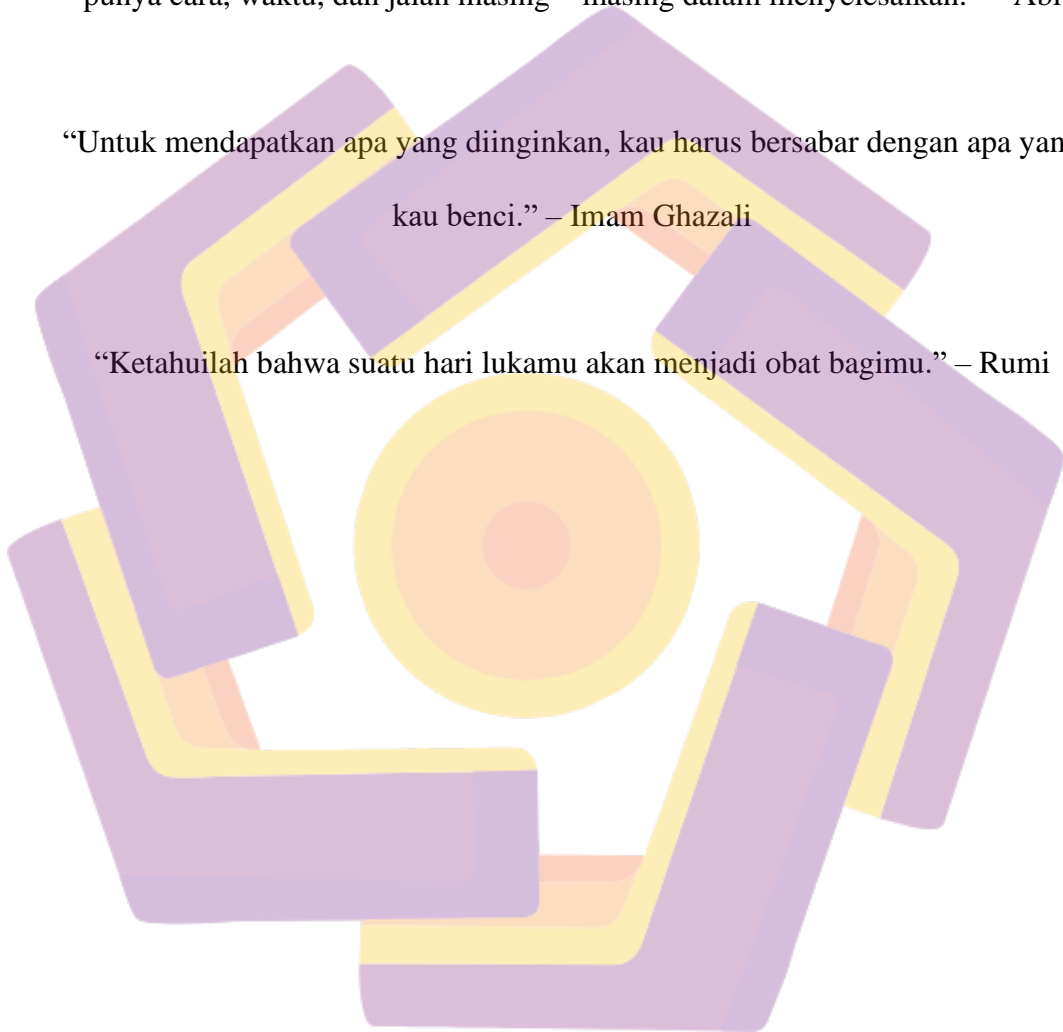 punya cara, waktu, dan jalan masing – masing dalam menyelesaikan.
“Untuk mendapatkan apa yang diinginkan, kau harus bersabar dengan apa yan
kau benci.” – Imam Ghazali
“Ketahuilah bahwa suatu hari lukamu akan menjadi obat bagimu.” – Rumi